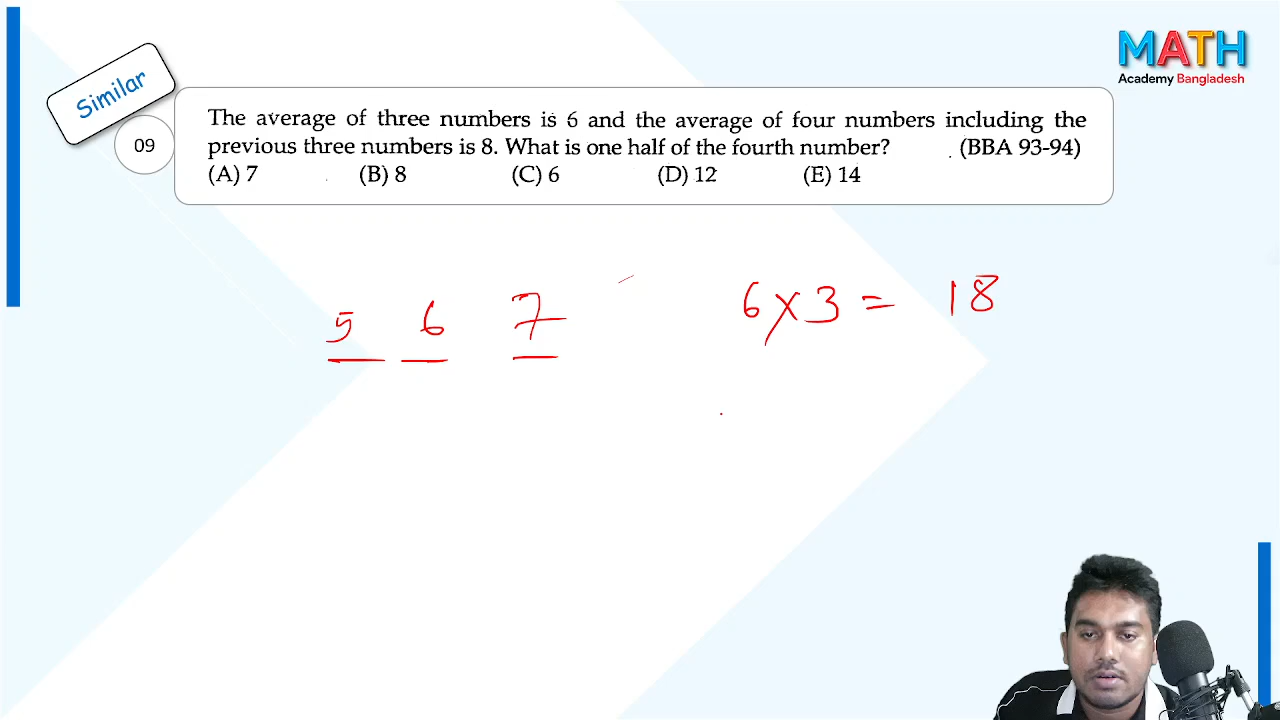 MATH
Academy Bangladesh
Similar
09
The average of three numbers is 6 and the average of four numbers including the
previous three numbers is 8. What is one half of the fourth number? (BBA 93-94)
(A) 7 (B) 8 (C) 6 (D) 12 (E) 14
5 6 7 6 x 3 = 18